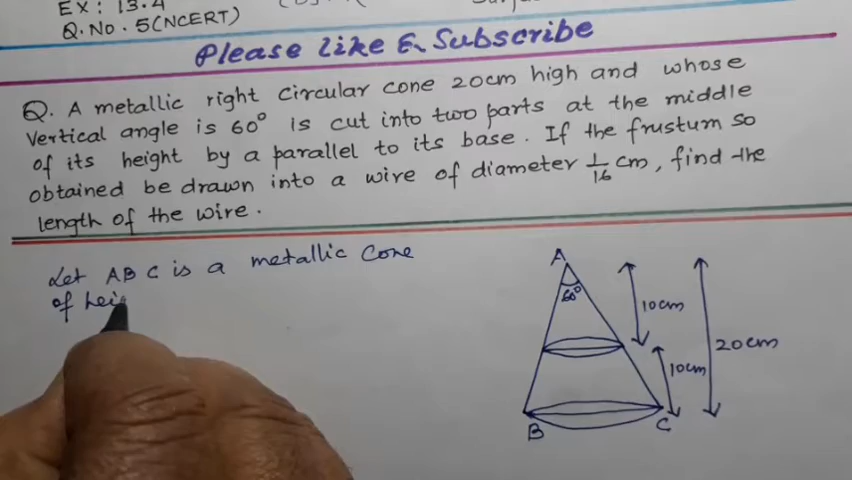 EX: 13.4
Q.No. 5(NCERT)
Please like & Subscribe
Q. A metallic right circular cone 20cm high and whose
Vertical angle is 60° is cut into two parts at the middle
of its height by a parallel to its base. If the frustum so
obtained be drawn into a wire of diameter 1/16 cm, find the
length of the wire.
Let ABC is a metallic Cone
of hei
A
60°
10cm
10cm
20cm
B
C